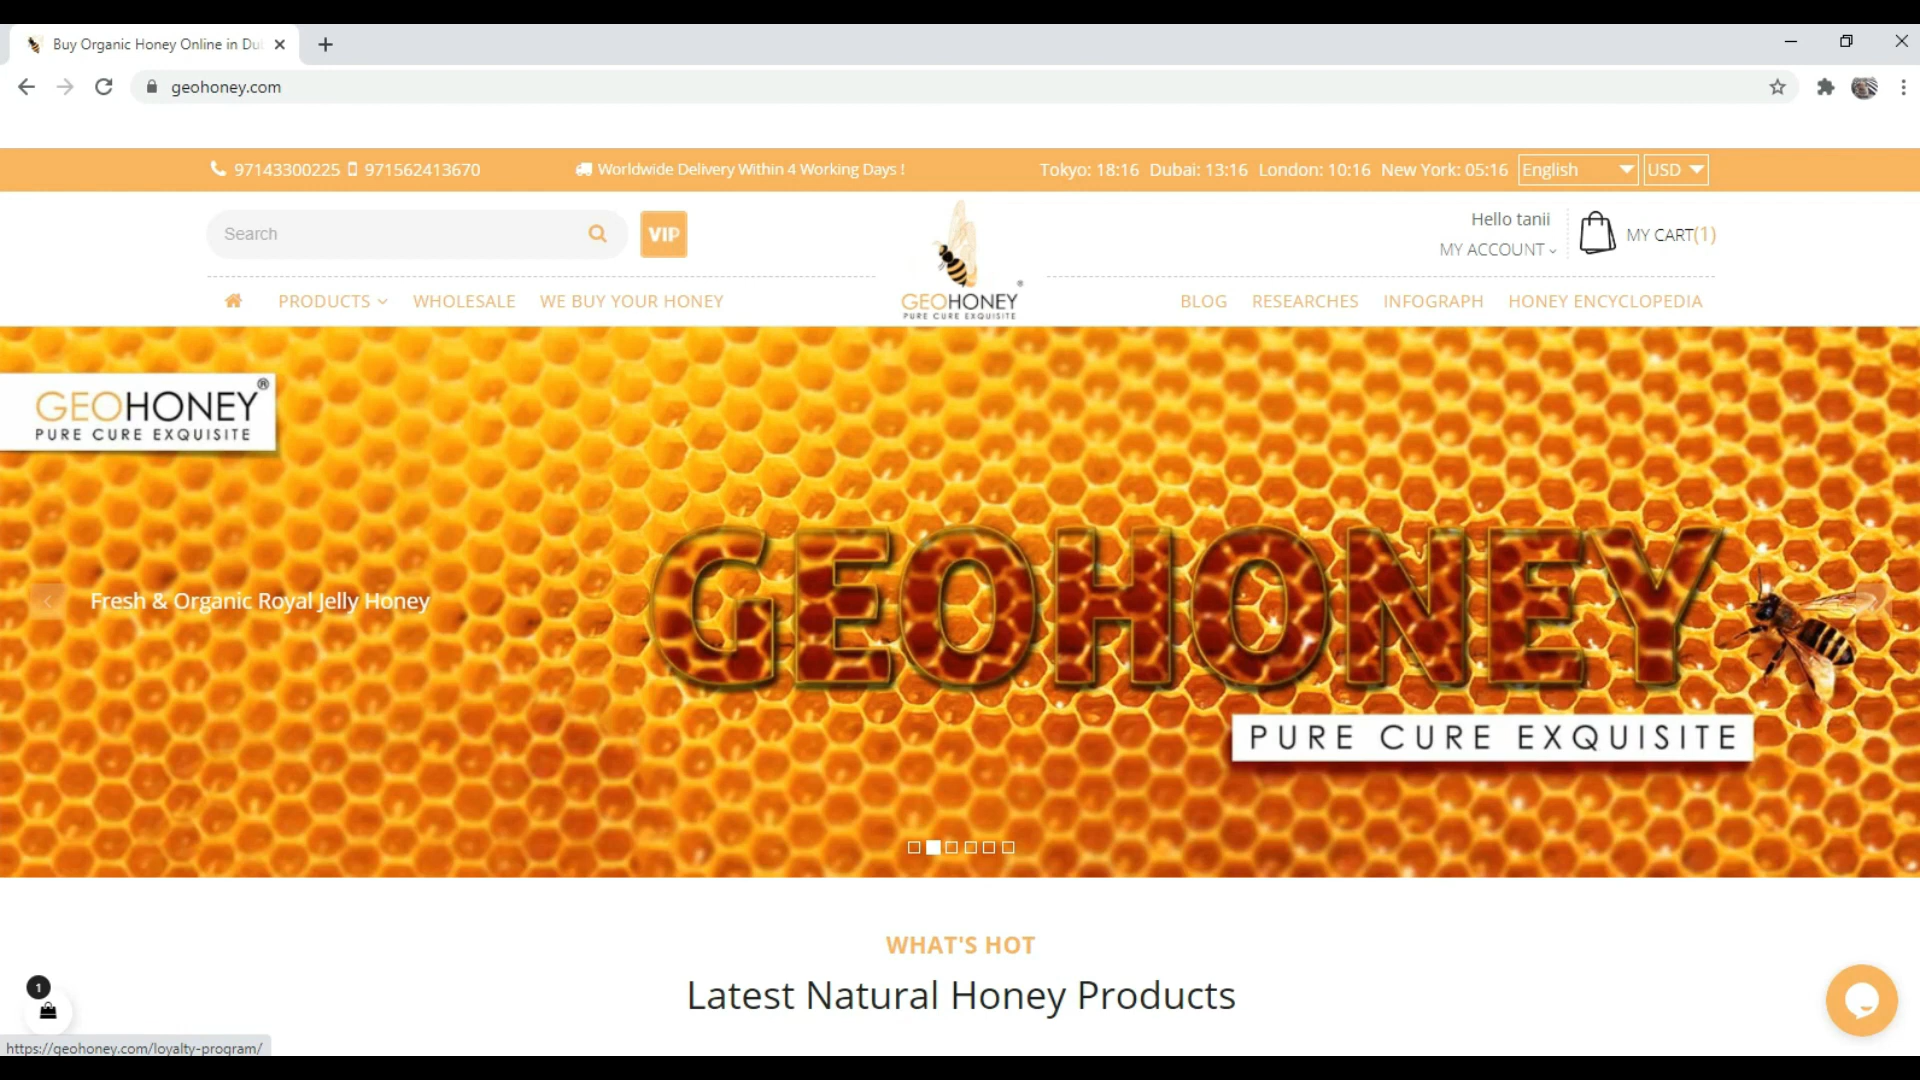 Buy Organic Honey Online in Du
geohoney.com
97143300225 971562413670
Worldwide Delivery Within 4 Working Days !
Tokyo: 18:16 Dubai: 13:16 London: 10:16 New York: 05:16 English USD
Search
VIP
Hello tanii
MY ACCOUNT
MY CART(1)
GEOHONEY®
PURE CURE EXQUISITE
PRODUCTS WHOLESALE WE BUY YOUR HONEY
BLOG RESEARCHES INFOGRAPH HONEY ENCYCLOPEDIA
GEOHONEY®
PURE CURE EXQUISITE
Fresh & Organic Royal Jelly Honey
GEOHONEY
PURE CURE EXQUISITE
WHAT'S HOT
Latest Natural Honey Products
1
https://geohoney.com/loyalty-program/